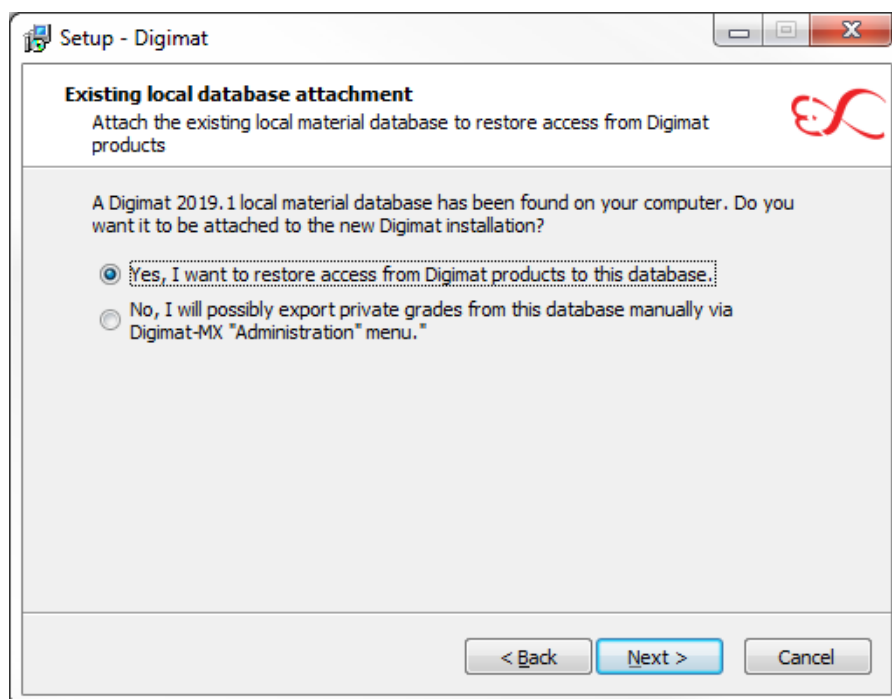 Setup - Digimat
Existing local database attachment
Attach the existing local material database to restore access from Digimat
products
A Digimat 2019.1 local material database has been found on your computer. Do you
want it to be attached to the new Digimat installation?
Yes, I want to restore access from Digimat products to this database.
No, I will possibly export private grades from this database manually via
Digimat-MX "Administration" menu."
< Back
Next >
Cancel